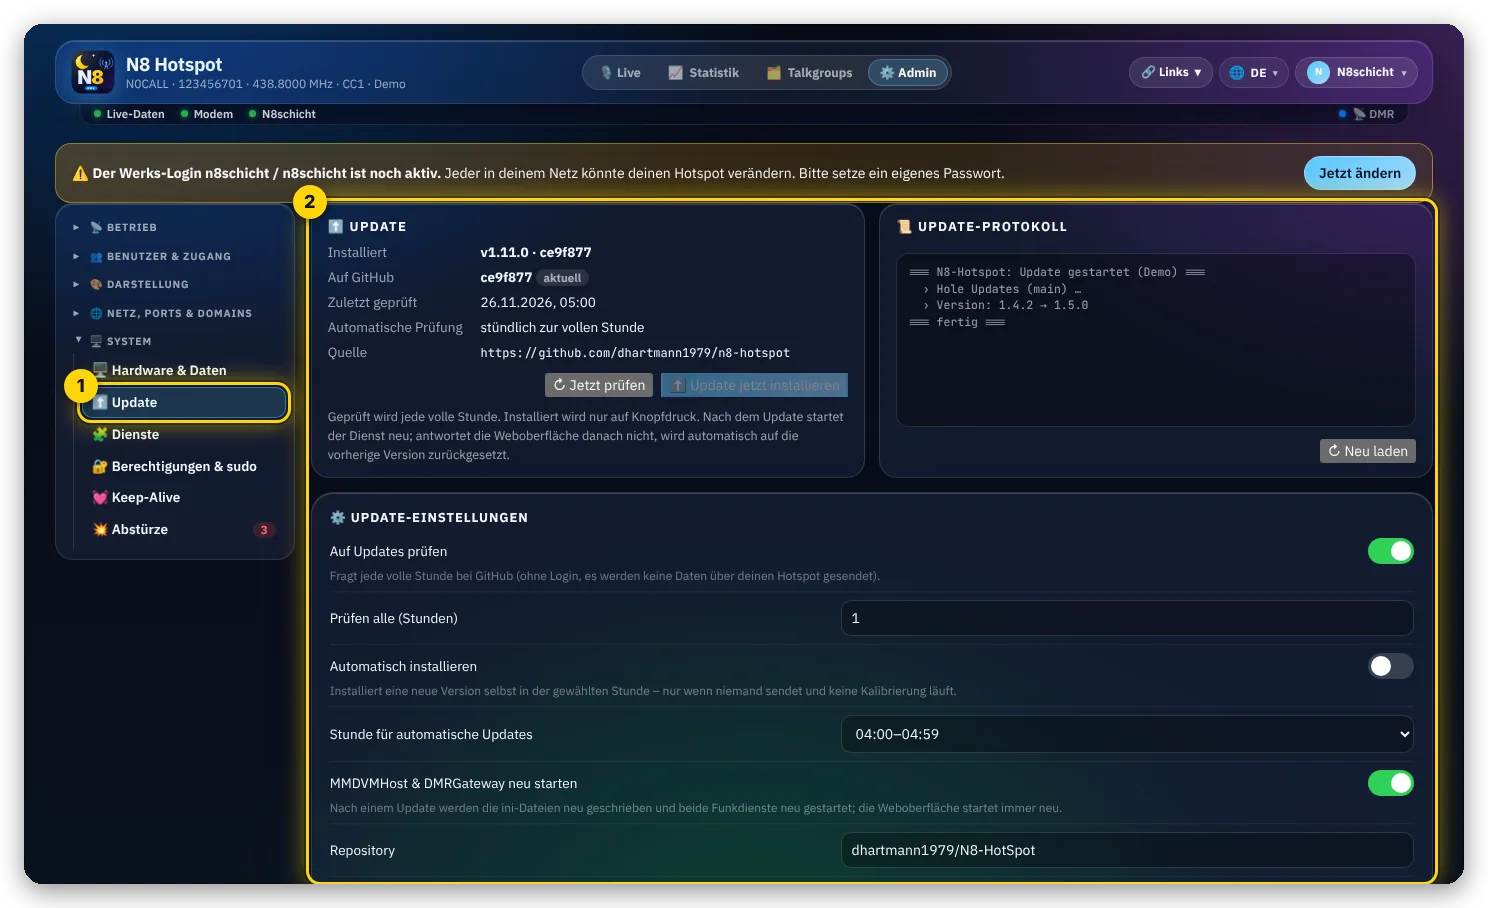 N8
N8 Hotspot
N0CALL · 123456701 · 438.8000 MHz · CC1 · Demo
Live
Statistik
Talkgroups
Admin
Links ▾
DE ▾
N N8schicht ▾
Live-Daten
Modem
N8schicht
DMR
Der Werks-Login n8schicht / n8schicht ist noch aktiv. Jeder in deinem Netz könnte deinen Hotspot verändern. Bitte setze ein eigenes Passwort.
Jetzt ändern
BETRIEB
BENUTZER & ZUGANG
DARSTELLUNG
NETZ, PORTS & DOMAINS
SYSTEM
Hardware & Daten
1
Update
Dienste
Berechtigungen & sudo
Keep-Alive
Abstürze 3
2
UPDATE
Installiert v1.11.0 · ce9f877
Auf GitHub ce9f877 aktuell
Zuletzt geprüft 26.11.2026, 05:00
Automatische Prüfung stündlich zur vollen Stunde
Quelle https://github.com/dhartmann1979/n8-hotspot
↻ Jetzt prüfen
Update jetzt installieren
Geprüft wird jede volle Stunde. Installiert wird nur auf Knopfdruck. Nach dem Update startet
der Dienst neu; antwortet die Weboberfläche danach nicht, wird automatisch auf die
vorherige Version zurückgesetzt.
UPDATE-PROTOKOLL
=== N8-Hotspot: Update gestartet (Demo) ===
› Hole Updates (main) …
› Version: 1.4.2 → 1.5.0
=== fertig ===
↻ Neu laden
UPDATE-EINSTELLUNGEN
Auf Updates prüfen
Fragt jede volle Stunde bei GitHub (ohne Login, es werden keine Daten über deinen Hotspot gesendet).
Prüfen alle (Stunden) 1
Automatisch installieren
Installiert eine neue Version selbst in der gewählten Stunde – nur wenn niemand sendet und keine Kalibrierung läuft.
Stunde für automatische Updates 04:00–04:59
MMDVMHost & DMRGateway neu starten
Nach einem Update werden die ini-Dateien neu geschrieben und beide Funkdienste neu gestartet; die Weboberfläche startet immer neu.
Repository dhartmann1979/N8-HotSpot